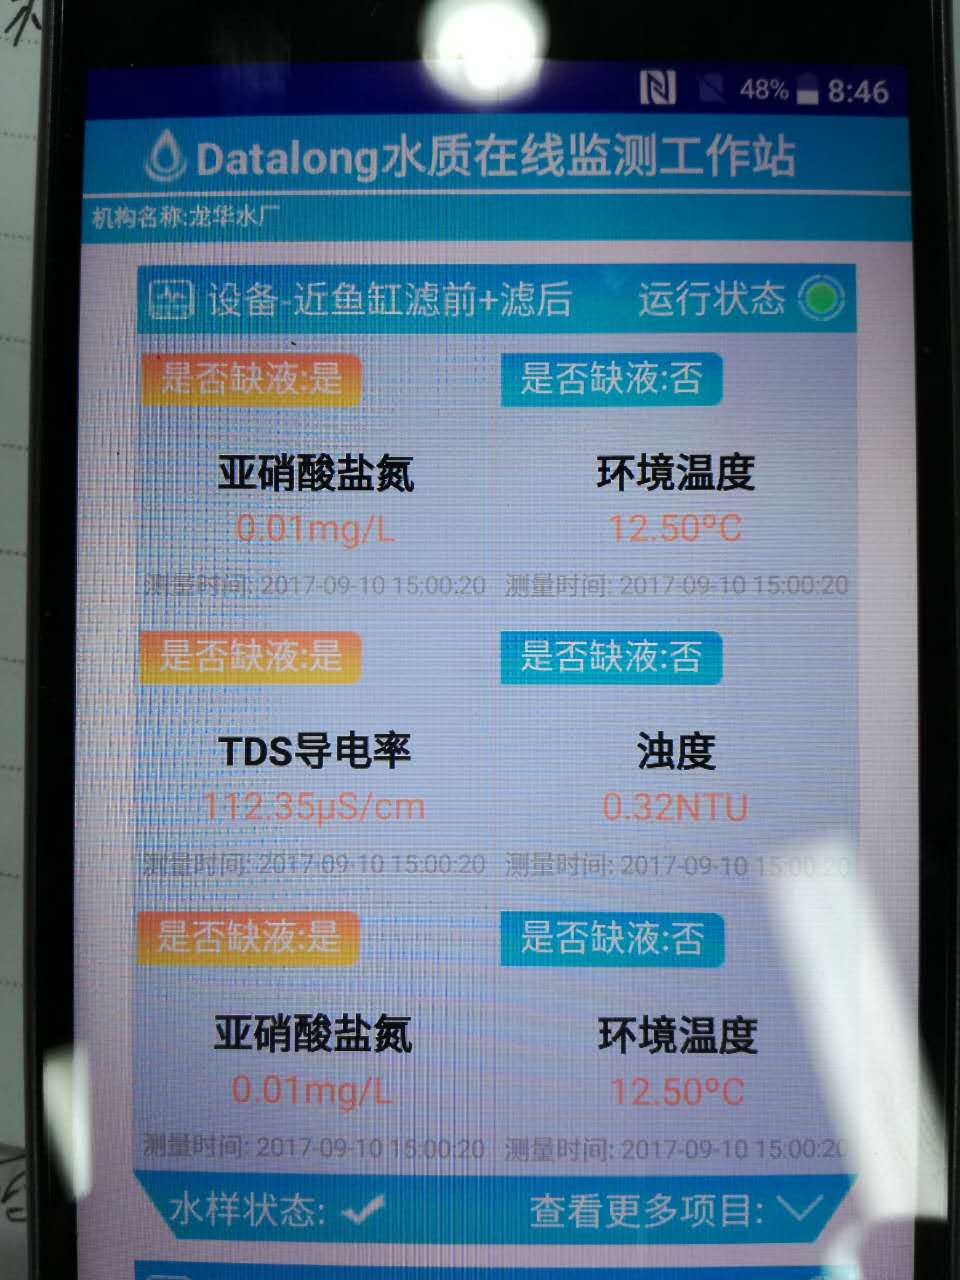 48% 8:46
Datalong水质在线监测工作站
机构名称:龙华水厂
设备-近鱼缸滤前+滤后 运行状态
是否缺液:是 是否缺液:否
亚硝酸盐氮 环境温度
0.01mg/L 12.50ºC
测量时间: 2017-09-10 15:00:20 测量时间: 2017-09-10 15:00:20
是否缺液:是 是否缺液:否
TDS导电率 浊度
112.35µS/cm 0.32NTU
测量时间: 2017-09-10 15:00:20 测量时间: 2017-09-10 15:00:20
是否缺液:是 是否缺液:否
亚硝酸盐氮 环境温度
0.01mg/L 12.50ºC
测量时间: 2017-09-10 15:00:20 测量时间: 2017-09-10 15:00:20
水样状态: 查看更多项目: